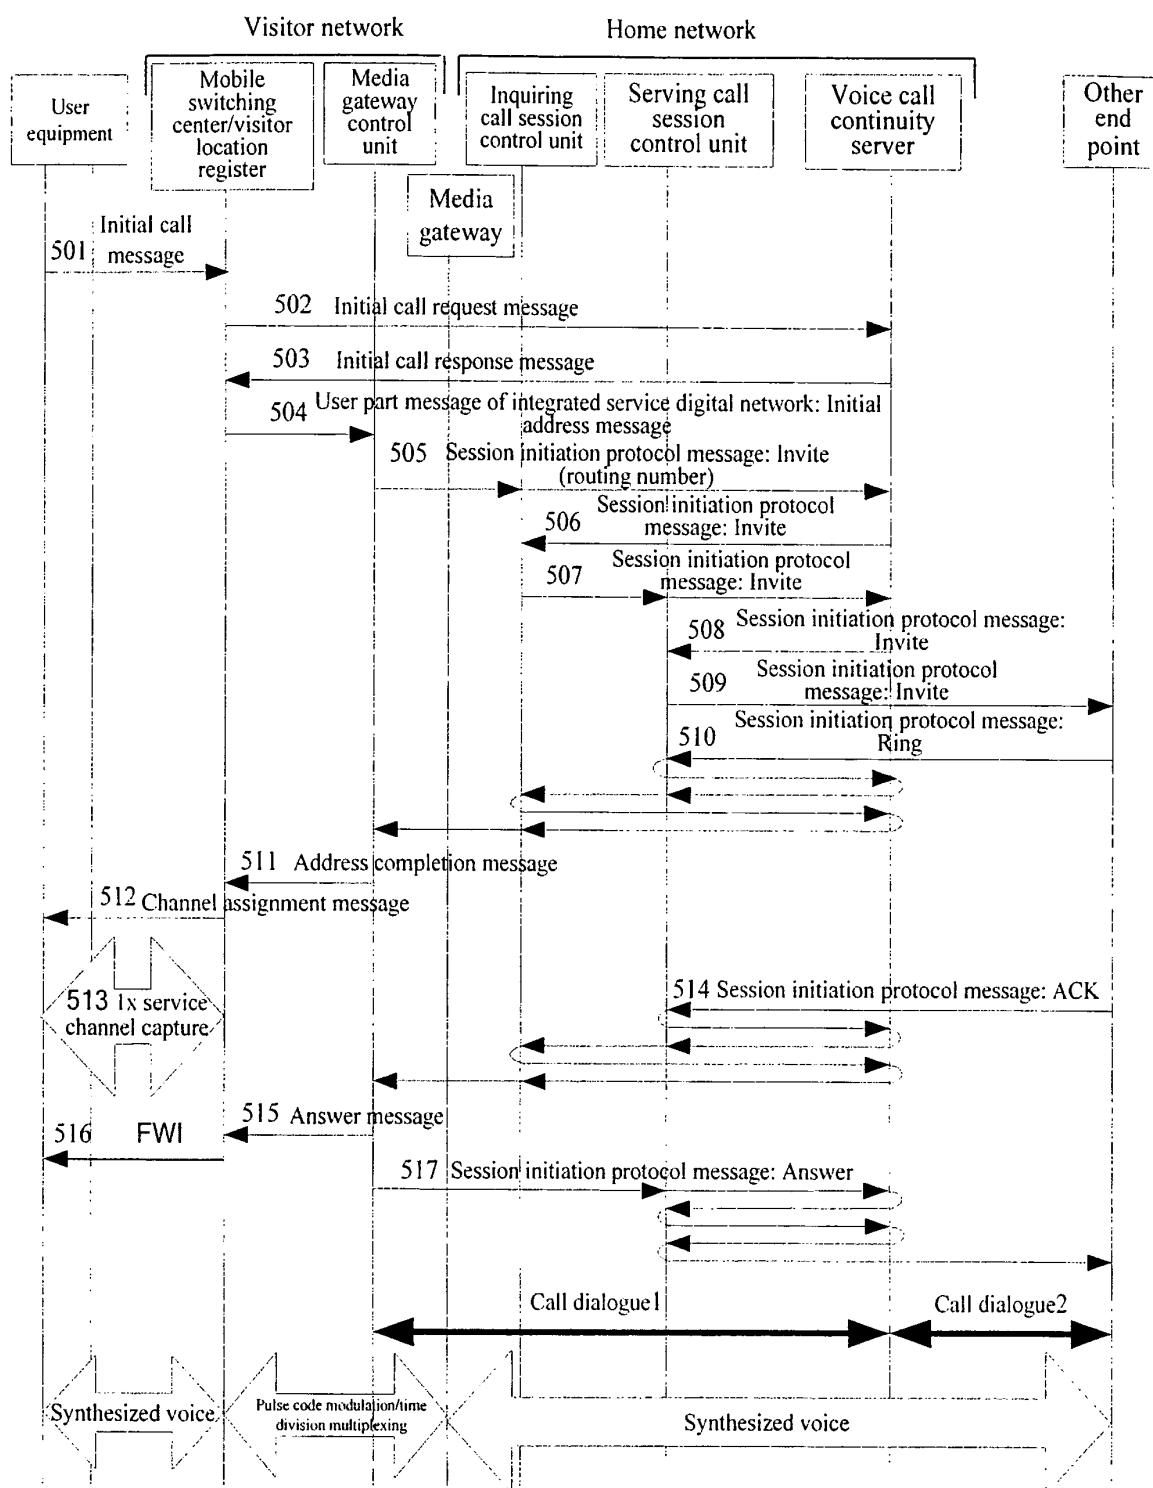 Visitor network
Home network
User
equipment
Mobile
switching
center/visitor
location
register
Media
gateway
control
unit
Media
gateway
Inquiring
call session
control unit
Serving call
session
control unit
Voice call
continuity
server
Other
end
point
501 Initial call
message
502 Initial call request message
503 Initial call response message
504 User part message of integrated service digital network: Initial
address message
505 Session initiation protocol message: Invite
(routing number)
506 Session initiation protocol
message: Invite
507 Session initiation protocol
message: Invite
508 Session initiation protocol message:
Invite
509 Session initiation protocol
message: Invite
510 Session initiation protocol message:
Ring
511 Address completion message
512 Channel assignment message
513 1x service
channel capture
514 Session initiation protocol message: ACK
515 Answer message
516 FWI
517 Session initiation protocol message: Answer
Call dialogue1
Call dialogue2
Synthesized voice
Pulse code modulation/time
division multiplexing
Synthesized voice